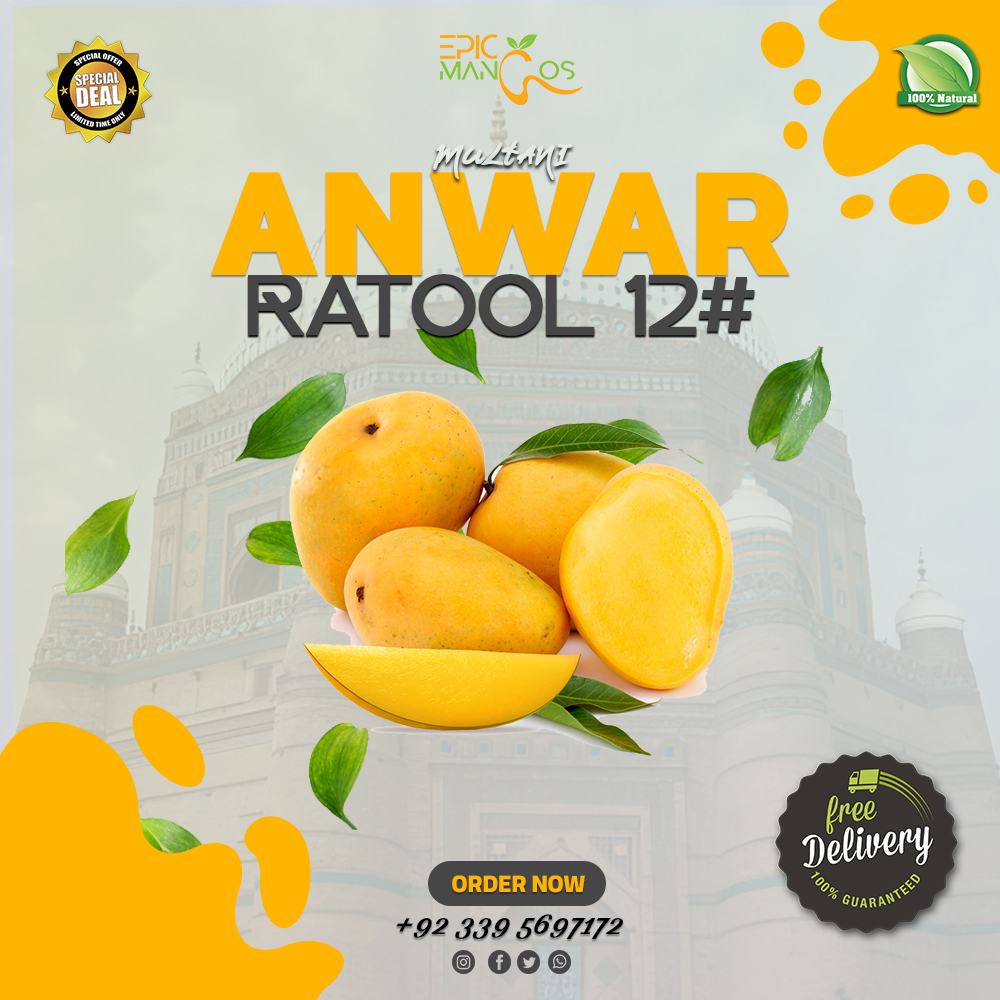 SPECIAL OFFER
SPECIAL
DEAL
LIMITED TIME ONLY
EPIC
MANGOS
100% Natural
MULTANI
ANWAR
RATOOL 12#
free
Delivery
100% GUARANTEED
ORDER NOW
+92 339 5697172